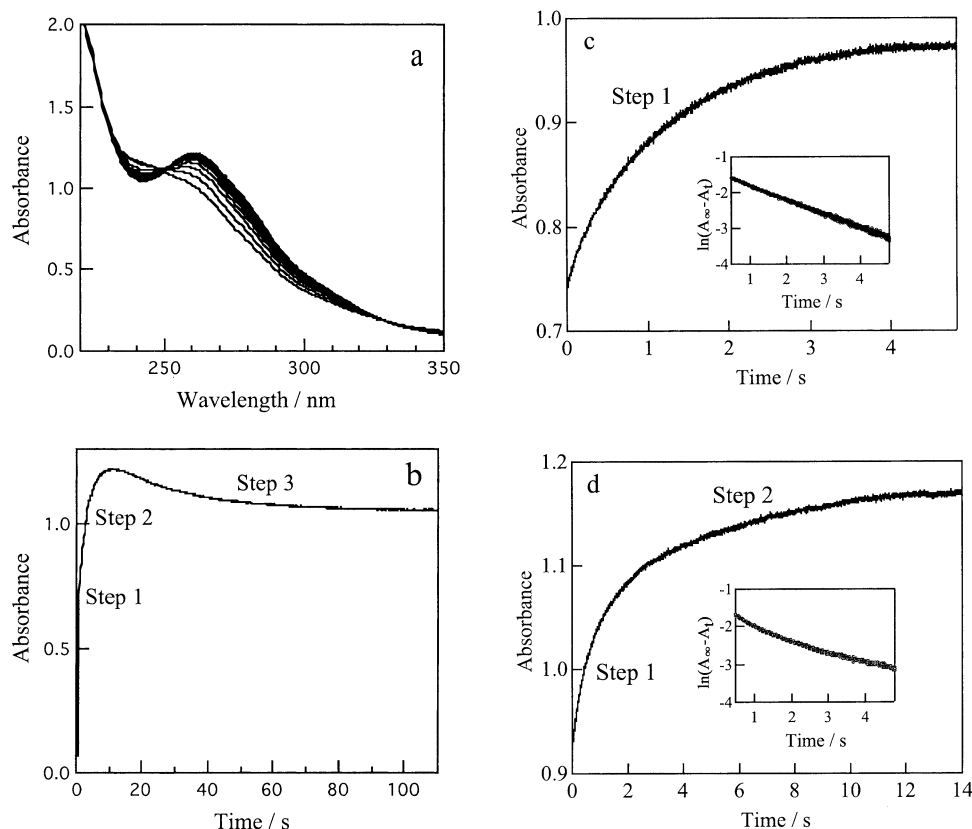 a
2.0
1.5
1.0
0.5
0.0
Absorbance
250
300
350
Wavelength / nm
c
1.0
0.9
0.8
0.7
Absorbance
Step 1
0
1
2
3
4
Time / s
-1
-2
-3
-4
ln(A∞-At)
1
2
3
4
Time / s
b
1.0
0.5
0.0
Absorbance
Step 3
Step 2
Step 1
0
20
40
60
80
100
Time / s
d
1.2
1.1
1.0
0.9
Absorbance
Step 2
Step 1
0
2
4
6
8
10
12
14
Time / s
-1
-2
-3
-4
ln(A∞-At)
1
2
3
4
Time / s